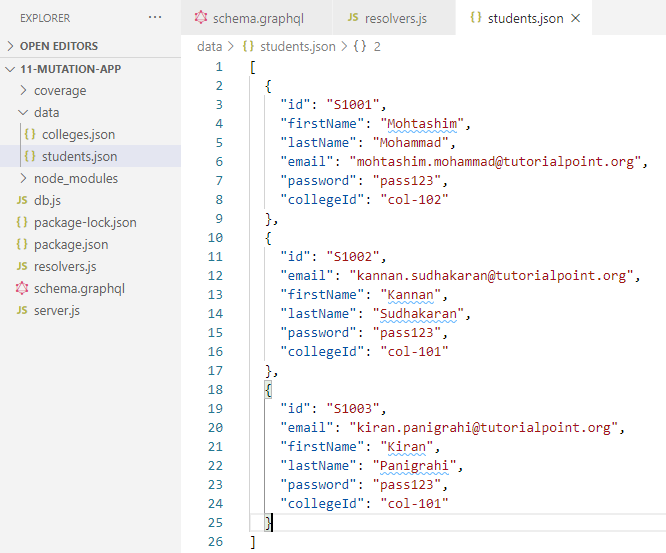 EXPLORER ···
OPEN EDITORS
11-MUTATION-APP
coverage
data
{} colleges.json
{} students.json
node_modules
JS db.js
{} package-lock.json
{} package.json
JS resolvers.js
schema.graphql
JS server.js
schema.graphql
JS resolvers.js
{} students.json ×
data > {} students.json > {} 2
1 [
2 {
3 "id": "S1001",
4 "firstName": "Mohtashim",
5 "lastName": "Mohammad",
6 "email": "mohtashim.mohammad@tutorialpoint.org",
7 "password": "pass123",
8 "collegeId": "col-102"
9 },
10 {
11 "id": "S1002",
12 "email": "kannan.sudhakaran@tutorialpoint.org",
13 "firstName": "Kannan",
14 "lastName": "Sudhakaran",
15 "password": "pass123",
16 "collegeId": "col-101"
17 },
18 {
19 "id": "S1003",
20 "email": "kiran.panigrahi@tutorialpoint.org",
21 "firstName": "Kiran",
22 "lastName": "Panigrahi",
23 "password": "pass123",
24 "collegeId": "col-101"
25 }
26 ]